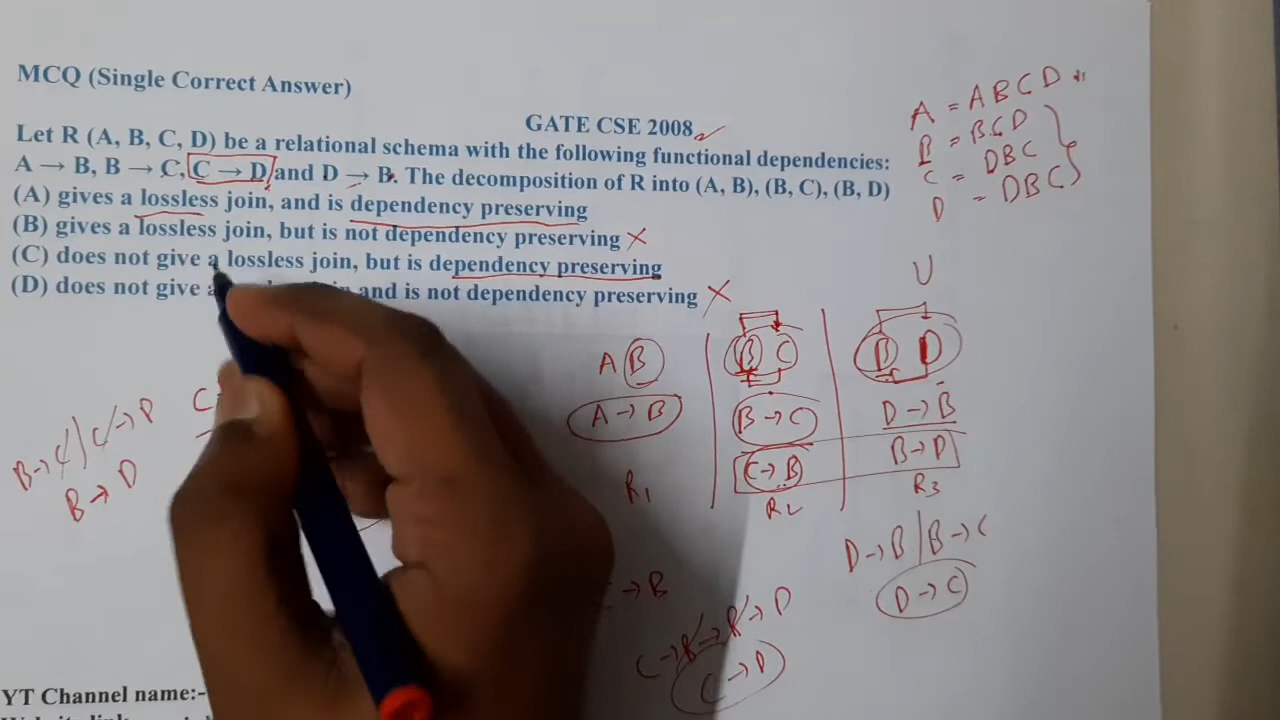 MCQ (Single Correct Answer)
GATE CSE 2008
Let R (A, B, C, D) be a relational schema with the following functional dependencies:
A → B, B → C, C → D and D → B. The decomposition of R into (A, B), (B, C), (B, D)
(A) gives a lossless join, and is dependency preserving
(B) gives a lossless join, but is not dependency preserving
(C) does not give a lossless join, but is dependency preserving
(D) does not give and is not dependency preserving
A = ABCD
B = BCD
C = DBC
D = DBC
U
A B
B C
B D
A → B
B → C
D → B
C → B
B → D
R1
R2
R3
B → C / C → D
B → D
C
D → B | B → C
D → C
→ B
C → B → B → D
C → D
YT Channel name:-